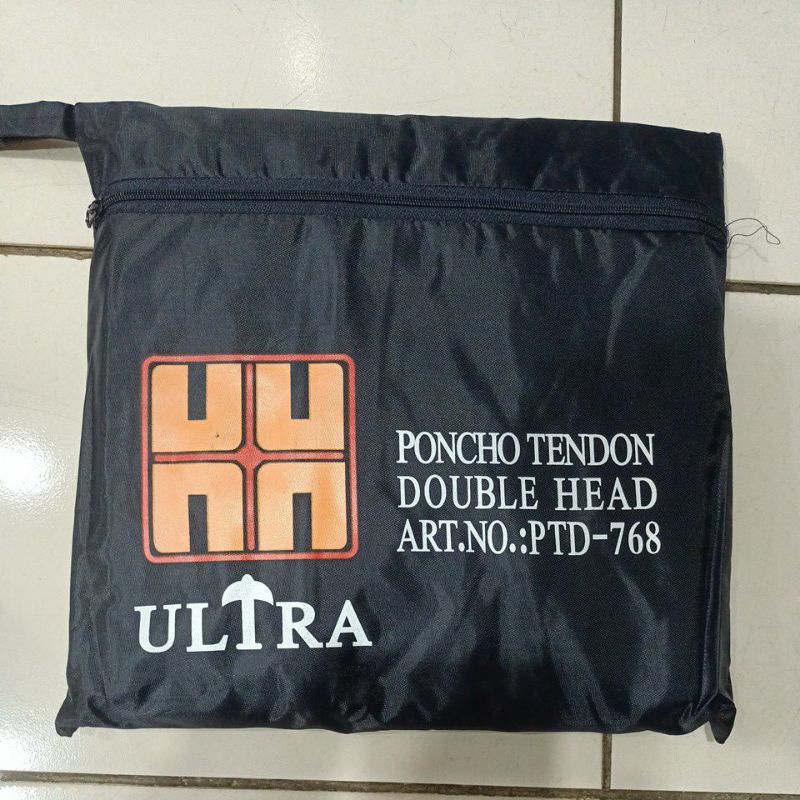 PONCHO TENDON
DOUBLE HEAD
ART.NO.:PTD-768
ULTRA